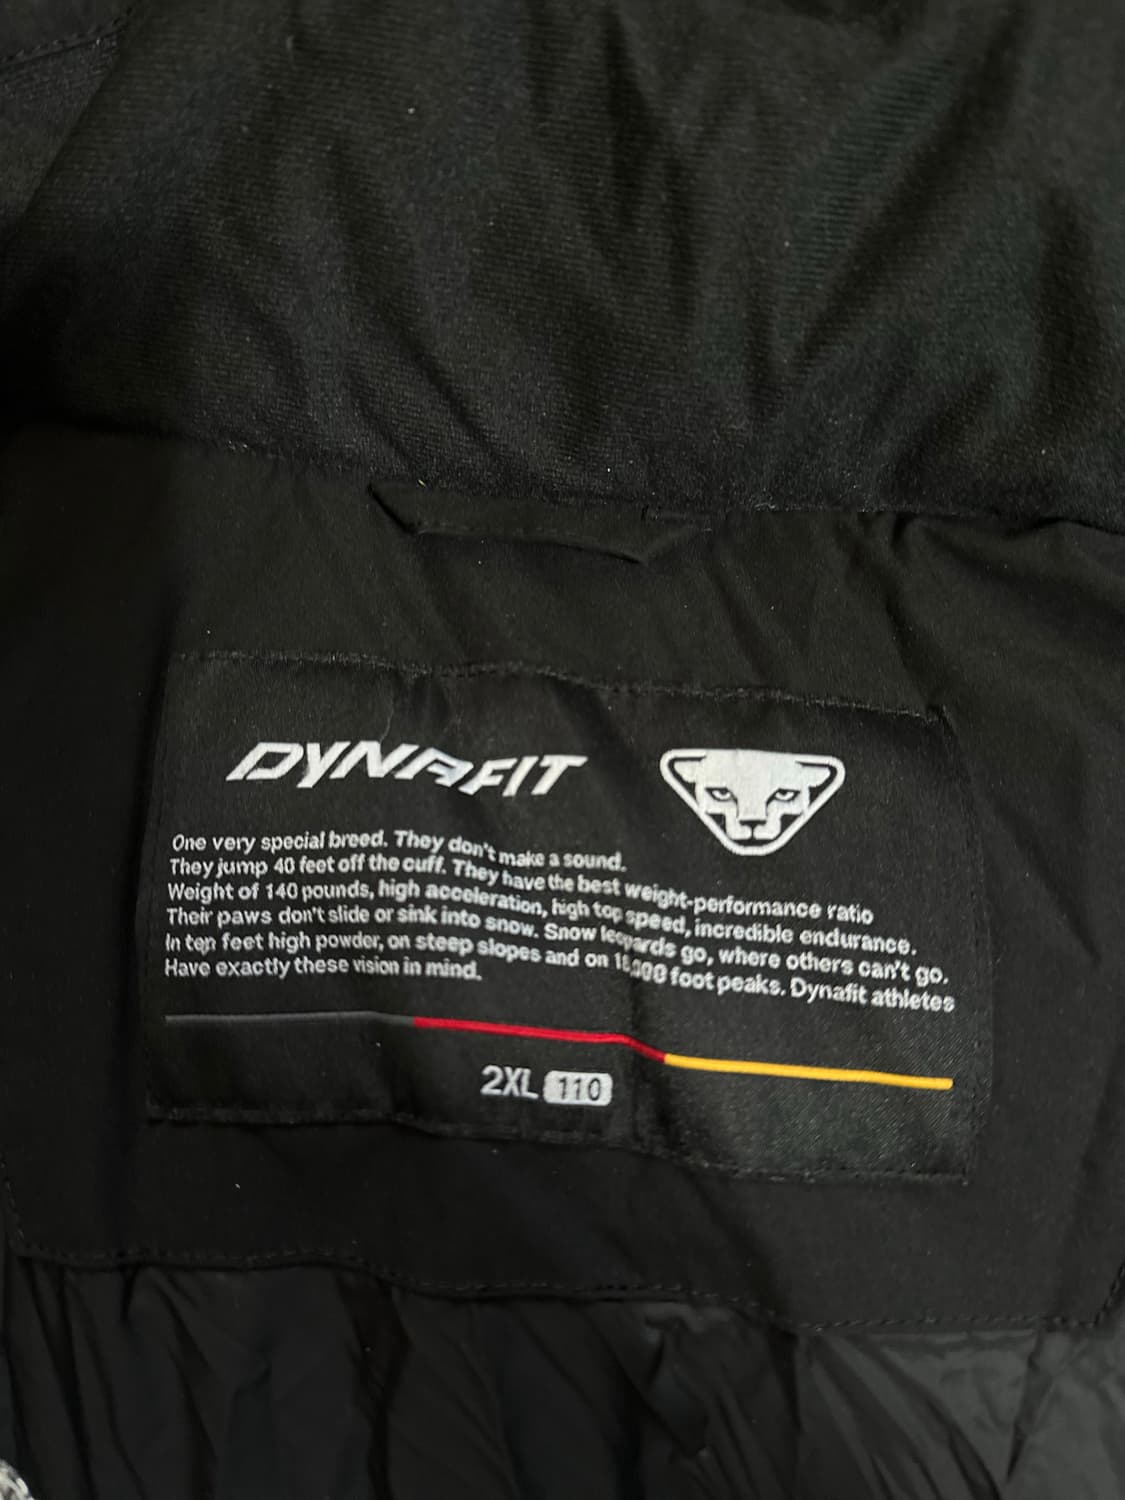 DYNAFIT
One very special breed. They don't make a sound.
They jump 40 feet off the cuff. They have the best weight-performance ratio
Weight of 140 pounds, high acceleration, high top speed, incredible endurance.
Their paws don't slide or sink into snow. Snow leopards go, where others can't go.
In ten feet high powder, on steep slopes and on foot peaks. Dynafit athletes
Have exactly these vision in mind.
2XL 110